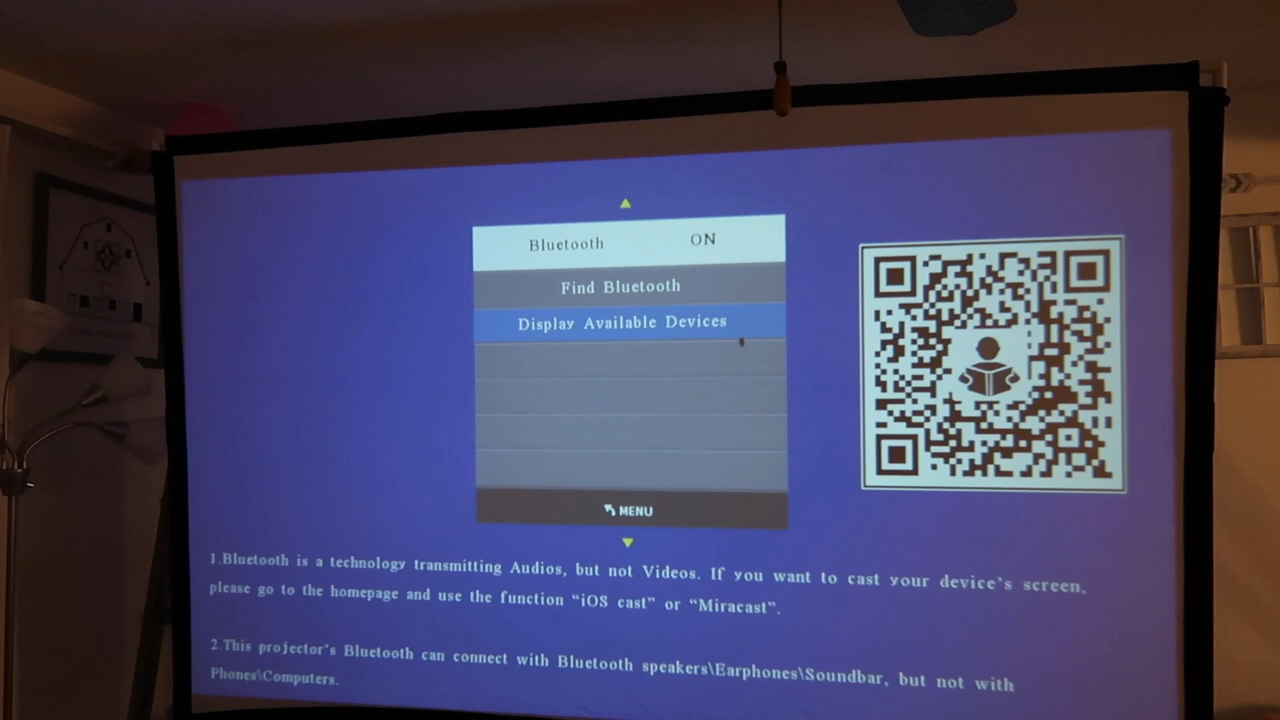 Bluetooth ON
Find Bluetooth
Display Available Devices
MENU
1.Bluetooth is a technology transmitting Audios, but not Videos. If you want to cast your device's screen,
please go to the homepage and use the function “iOS cast” or “Miracast”.
2.This projector's Bluetooth can connect with Bluetooth speakers\Earphones\Soundbar, but not with
Phones\Computers.